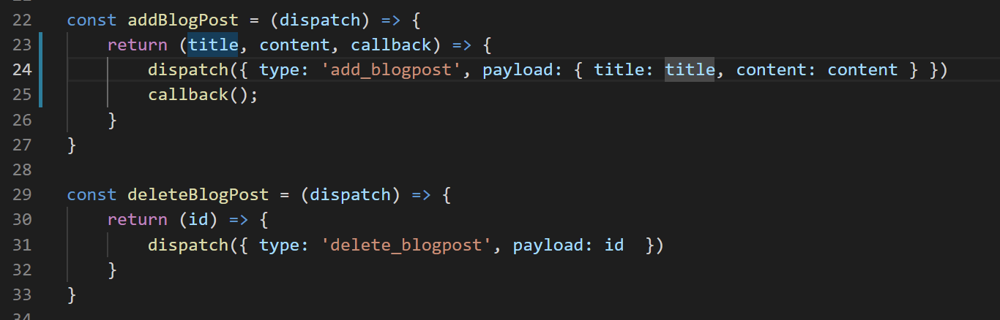 22 const addBlogPost = (dispatch) => {
23 return (title, content, callback) => {
24 dispatch({ type: 'add_blogpost', payload: { title: title, content: content } })
25 callback();
26 }
27 }
28
29 const deleteBlogPost = (dispatch) => {
30 return (id) => {
31 dispatch({ type: 'delete_blogpost', payload: id  })
32 }
33 }